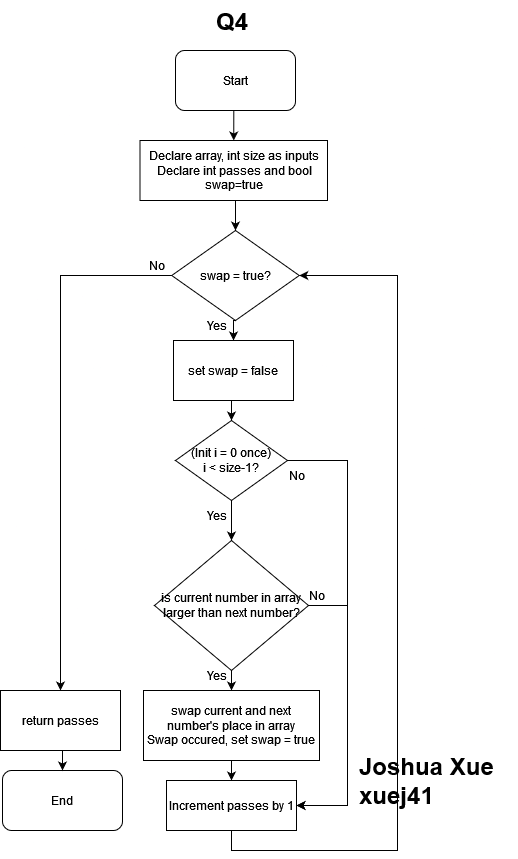 Q4
Start
Declare array, int size as inputs
Declare int passes and bool
swap=true
swap = true?
No
Yes
set swap = false
(Init i = 0 once)
i < size-1?
No
Yes
is current number in array
larger than next number?
No
Yes
swap current and next
number's place in array
Swap occured, set swap = true
return passes
Increment passes by 1
End
Joshua Xue
xuej41